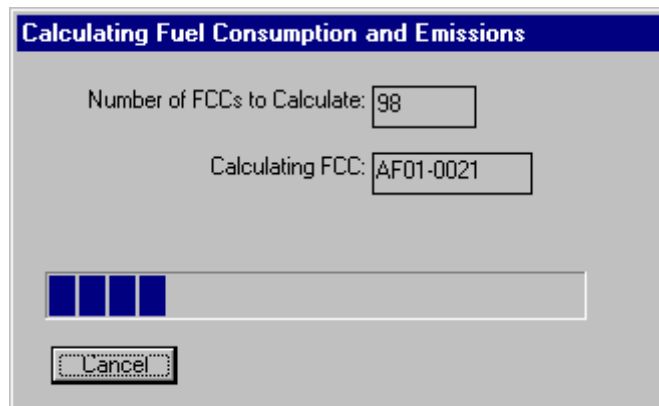 Calculating Fuel Consumption and Emissions
Number of FCCs to Calculate: 98
Calculating FCC: AF01-0021
Cancel